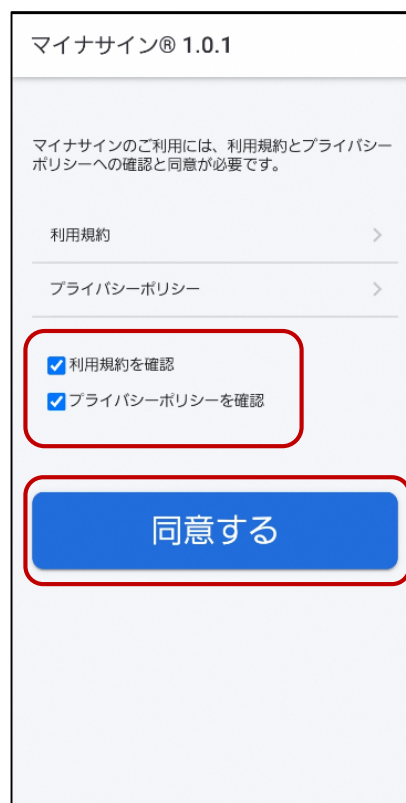 マイナサイン® 1.0.1
マイナサインのご利用には、利用規約とプライバシー
ポリシーへの確認と同意が必要です。
利用規約
プライバシーポリシー
利用規約を確認
プライバシーポリシーを確認
同意する